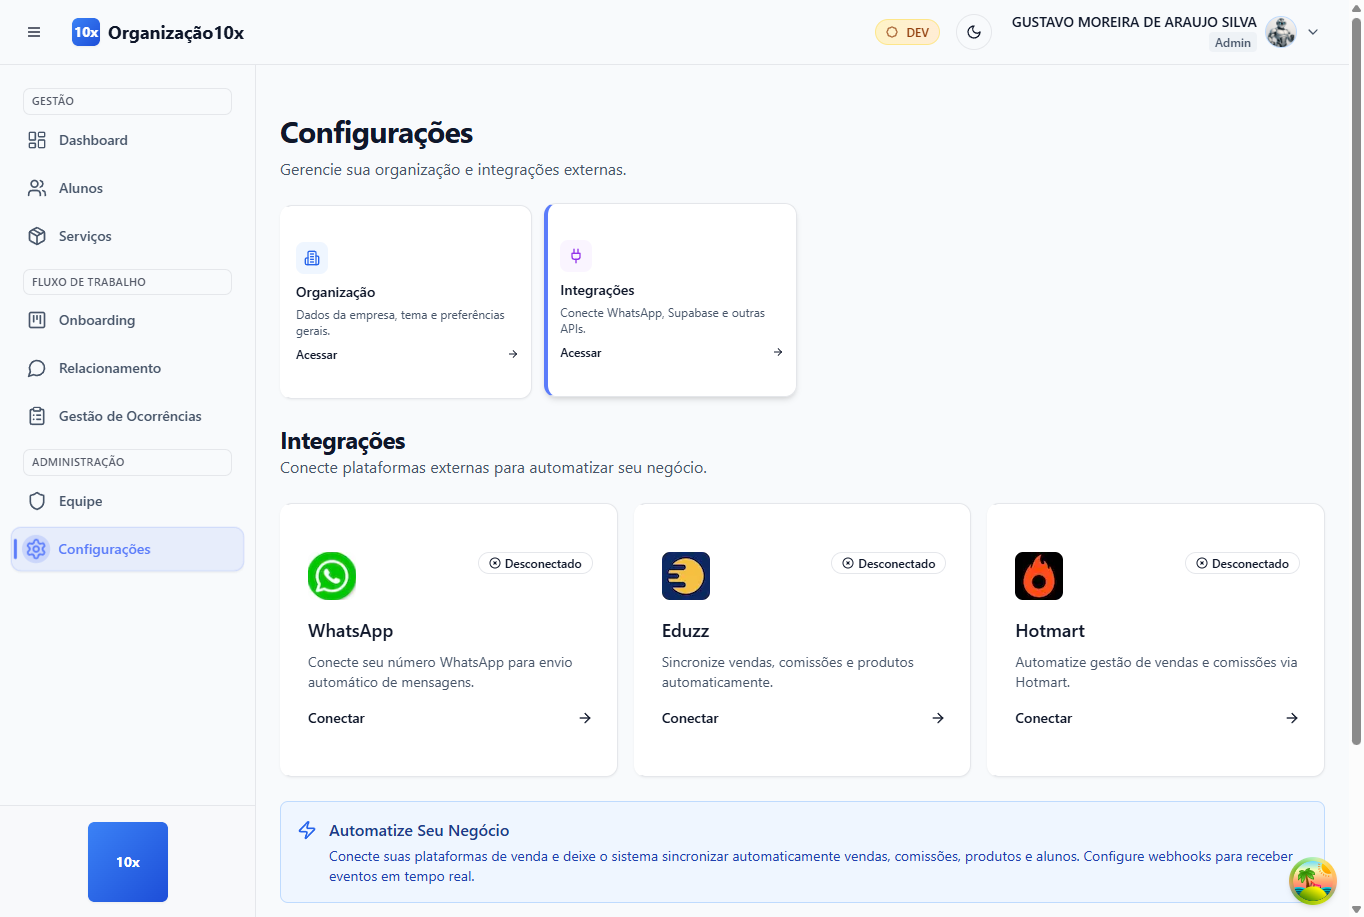 10x Organização10x
DEV
GUSTAVO MOREIRA DE ARAUJO SILVA
Admin
GESTÃO
Dashboard
Alunos
Serviços
FLUXO DE TRABALHO
Onboarding
Relacionamento
Gestão de Ocorrências
ADMINISTRAÇÃO
Equipe
Configurações
10x
Configurações
Gerencie sua organização e integrações externas.
Organização
Dados da empresa, tema e preferências
gerais.
Acessar
Integrações
Conecte WhatsApp, Supabase e outras
APIs.
Acessar
Integrações
Conecte plataformas externas para automatizar seu negócio.
Desconectado
WhatsApp
Conecte seu número WhatsApp para envio
automático de mensagens.
Conectar
Desconectado
Eduzz
Sincronize vendas, comissões e produtos
automaticamente.
Conectar
Desconectado
Hotmart
Automatize gestão de vendas e comissões via
Hotmart.
Conectar
Automatize Seu Negócio
Conecte suas plataformas de venda e deixe o sistema sincronizar automaticamente vendas, comissões, produtos e alunos. Configure webhooks para receber
eventos em tempo real.